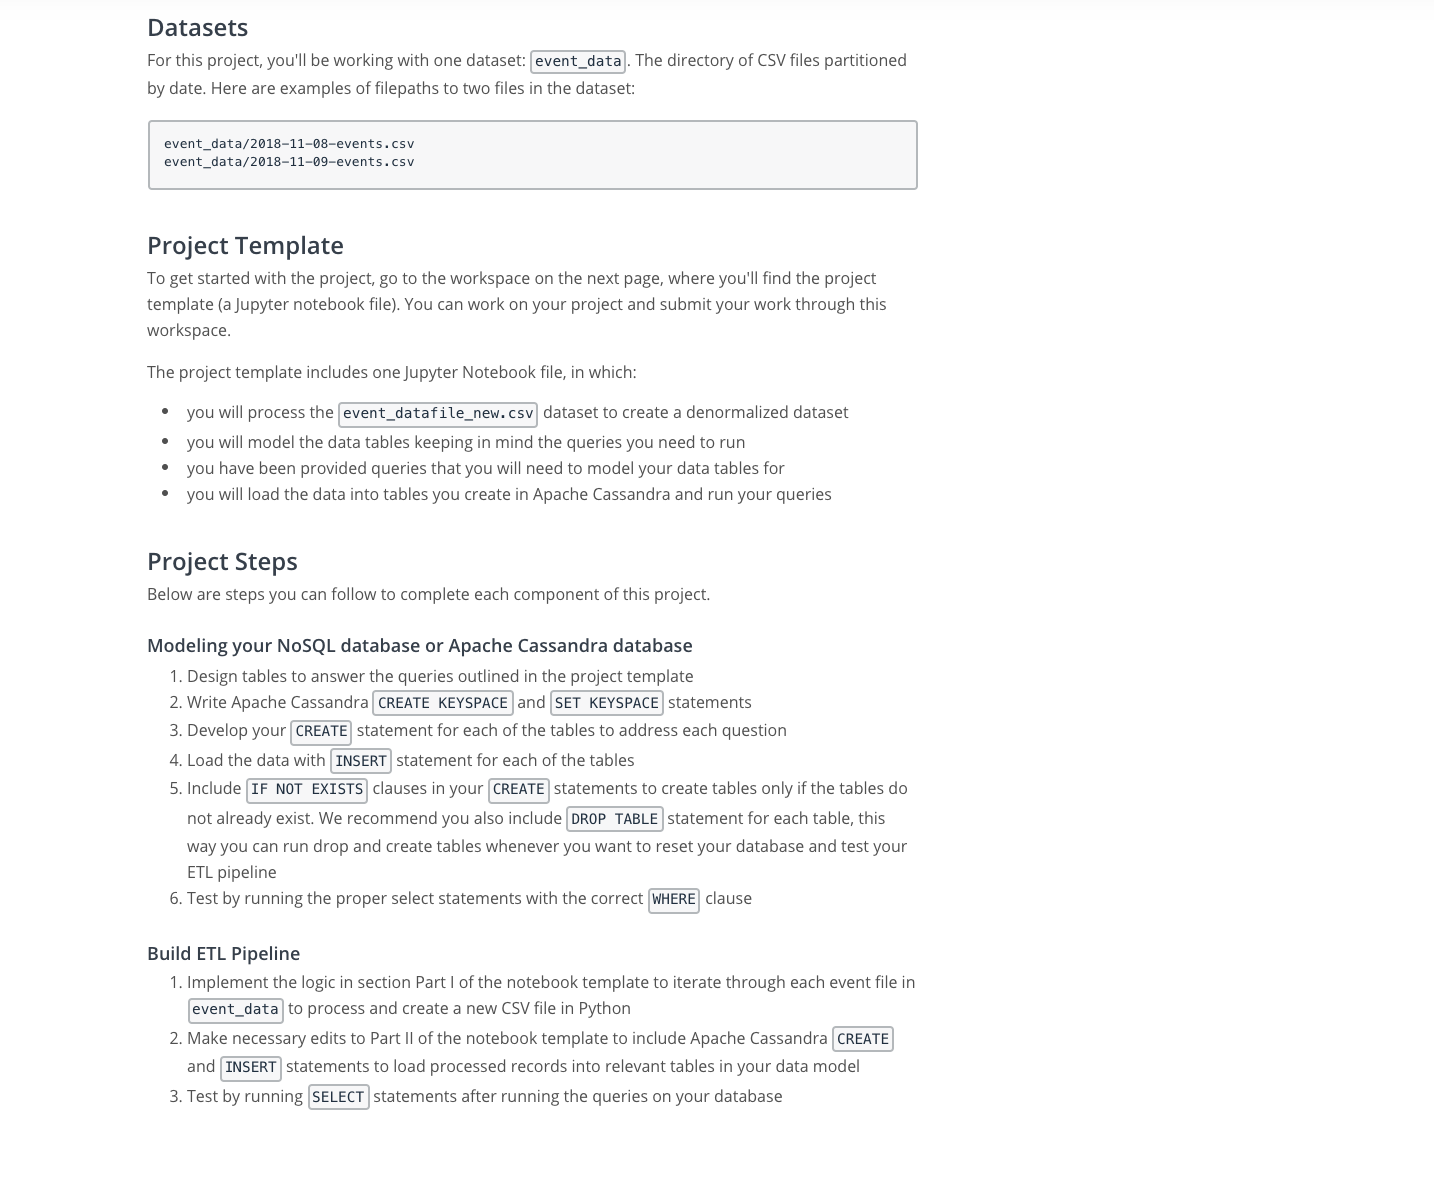 Datasets
For this project, you'll be working with one dataset: event_data. The directory of CSV files partitioned
by date. Here are examples of filepaths to two files in the dataset:
event_data/2018-11-08-events.csv
event_data/2018-11-09-events.csv
Project Template
To get started with the project, go to the workspace on the next page, where you'll find the project
template (a Jupyter notebook file). You can work on your project and submit your work through this
workspace.
The project template includes one Jupyter Notebook file, in which:
• you will process the event_datafile_new.csv dataset to create a denormalized dataset
• you will model the data tables keeping in mind the queries you need to run
• you have been provided queries that you will need to model your data tables for
• you will load the data into tables you create in Apache Cassandra and run your queries
Project Steps
Below are steps you can follow to complete each component of this project.
Modeling your NoSQL database or Apache Cassandra database
1. Design tables to answer the queries outlined in the project template
2. Write Apache Cassandra CREATE KEYSPACE and SET KEYSPACE statements
3. Develop your CREATE statement for each of the tables to address each question
4. Load the data with INSERT statement for each of the tables
5. Include IF NOT EXISTS clauses in your CREATE statements to create tables only if the tables do
not already exist. We recommend you also include DROP TABLE statement for each table, this
way you can run drop and create tables whenever you want to reset your database and test your
ETL pipeline
6. Test by running the proper select statements with the correct WHERE clause
Build ETL Pipeline
1. Implement the logic in section Part I of the notebook template to iterate through each event file in
event_data to process and create a new CSV file in Python
2. Make necessary edits to Part II of the notebook template to include Apache Cassandra CREATE
and INSERT statements to load processed records into relevant tables in your data model
3. Test by running SELECT statements after running the queries on your database